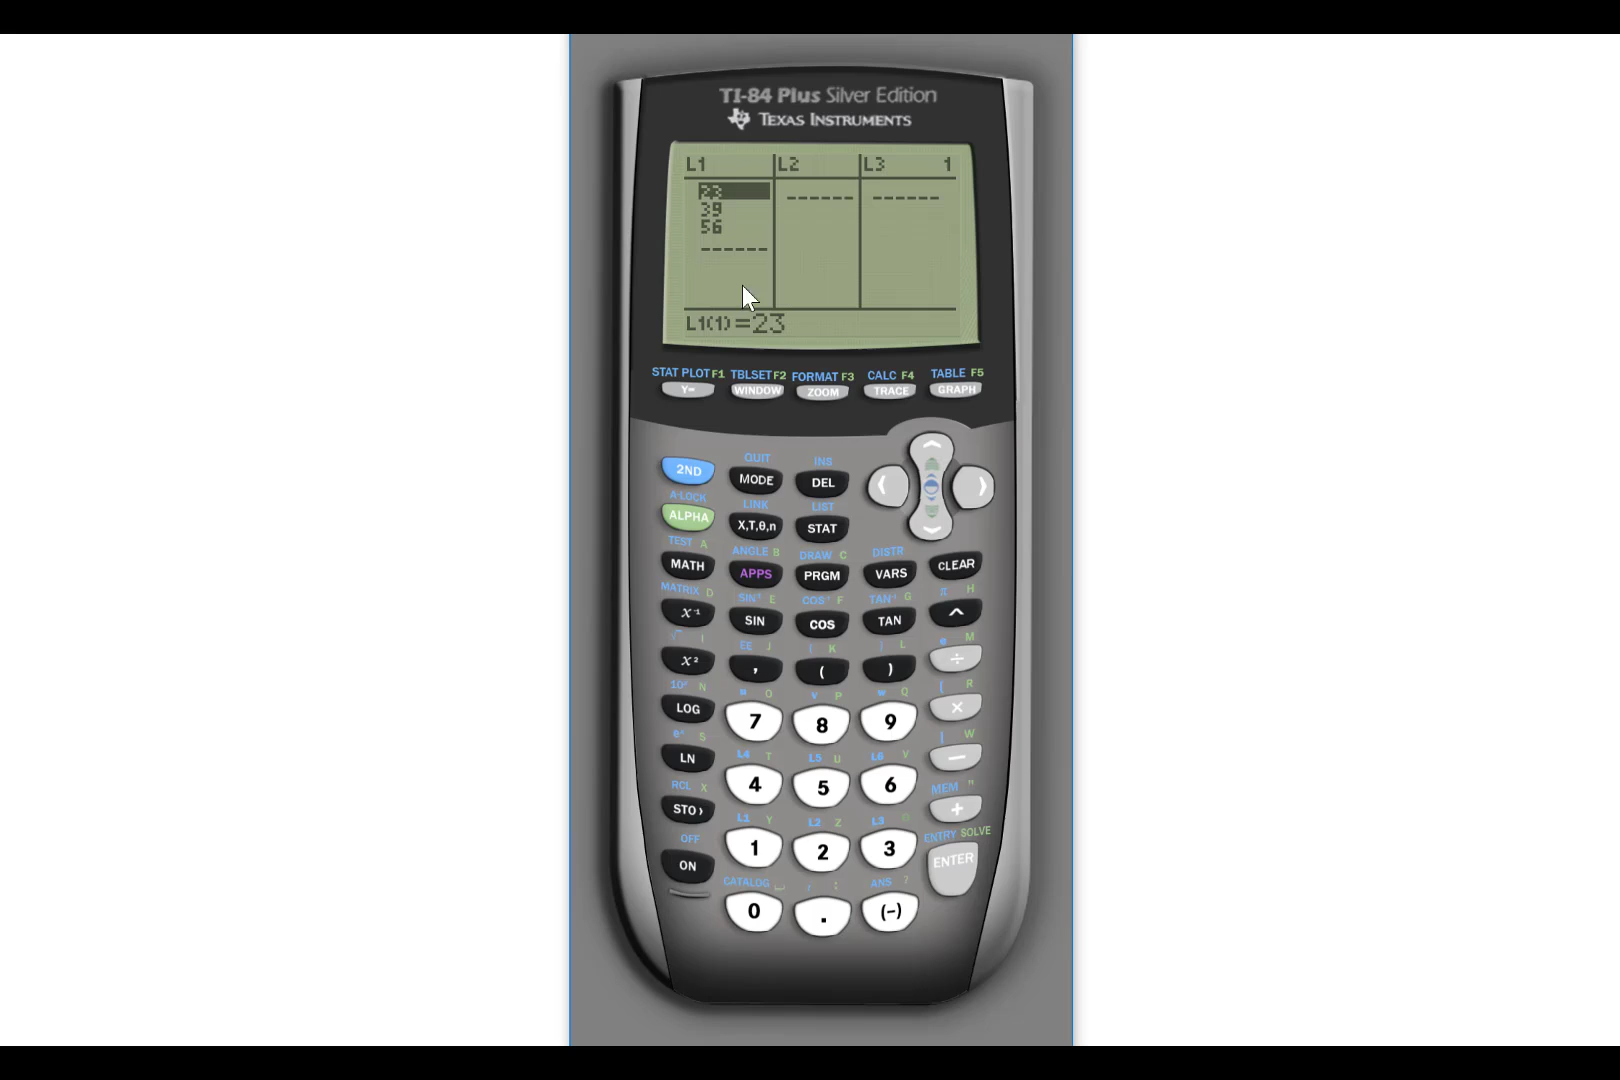 TI-84 Plus Silver Edition
TEXAS INSTRUMENTS
L1 L2 L3 1
23 ------ ------
39
56
------
L1(1)=23
STAT PLOT F1 TBLSET F2 FORMAT F3 CALC F4 TABLE F5
Y= WINDOW ZOOM TRACE GRAPH
QUIT INS
2ND MODE DEL
A-LOCK LINK LIST
ALPHA X,T,θ,n STAT
TEST A ANGLE B DRAW C DISTR
MATH APPS PRGM VARS CLEAR
MATRIX D SIN⁻¹ E COS⁻¹ F TAN⁻¹ G π H
x⁻¹ SIN COS TAN ^
√ I EE J { K } L e M
x² , ( ) ÷
10ˣ N u O v P w Q [ R
LOG 7 8 9 ×
eˣ S L4 T L5 U L6 V ] W
LN 4 5 6 −
RCL X L1 Y L2 Z L3 MEM "
STO› 1 2 3 +
OFF ENTRY SOLVE
ON ENTER
CATALOG : ANS ?
0 . (-)